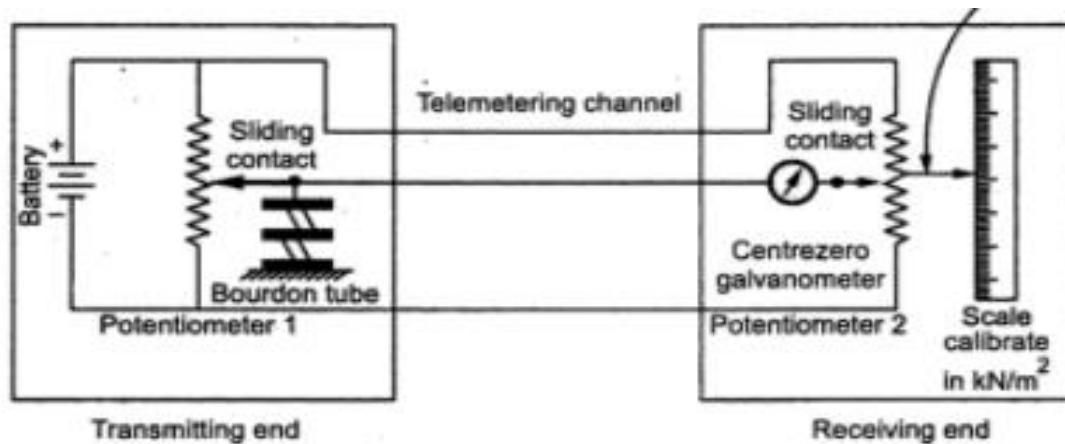 Battery
+
−
Sliding
contact
Bourdon tube
Potentiometer 1
Transmitting end
Telemetering channel
Sliding
contact
Centrezero
galvanometer
Potentiometer 2
Scale
calibrate
in kN/m²
Receiving end